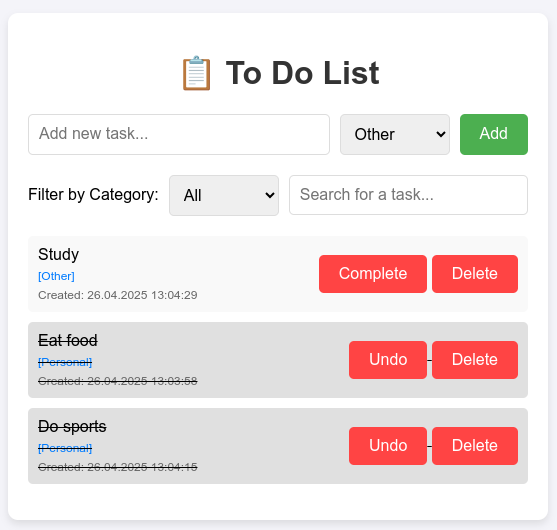 📋 To Do List
Add new task... Other Add
Filter by Category: All Search for a task...
Study
[Other]
Created: 26.04.2025 13:04:29
Complete Delete
Eat food
[Personal]
Created: 26.04.2025 13:03:58
Undo Delete
Do sports
[Personal]
Created: 26.04.2025 13:04:15
Undo Delete